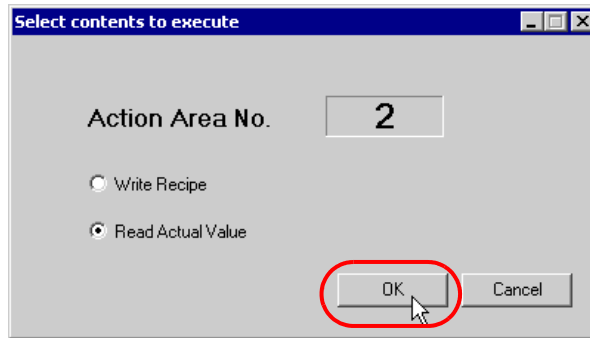 Select contents to execute
Action Area No. 2
Write Recipe
Read Actual Value
OK Cancel